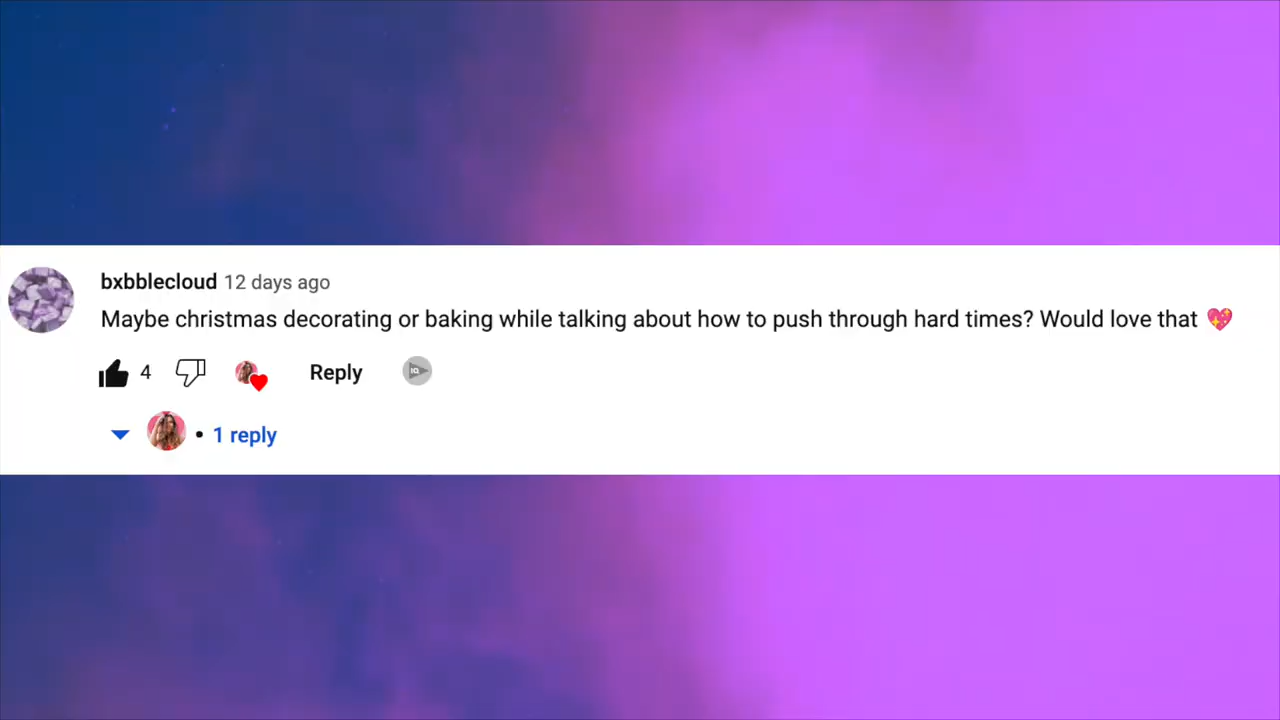 bxbblecloud 12 days ago
Maybe christmas decorating or baking while talking about how to push through hard times? Would love that 💖
4 Reply IQ
• 1 reply